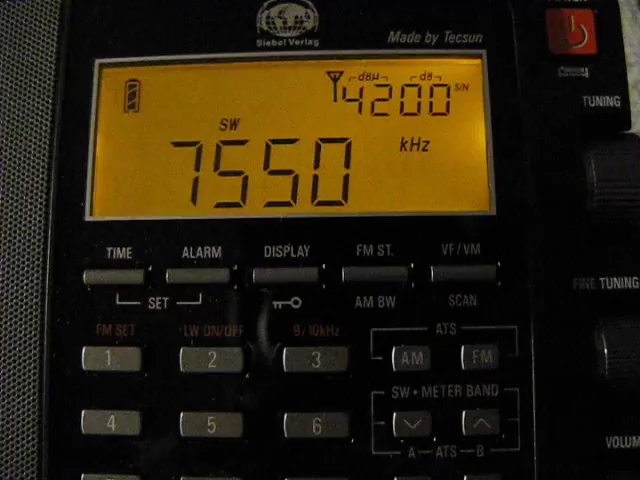 Siebel Verlag
Made by Tecsun
POWER
dBµ dB
4200 S/N
SW
7550 kHz
TUNING
TIME ALARM DISPLAY FM ST. VF/VM
SET AM BW SCAN
FINE TUNING
FM SET LW ON/OFF 9/10kHz ATS
1 2 3 AM FM
SW • METER BAND
4 5 6
A ATS B
VOLUM